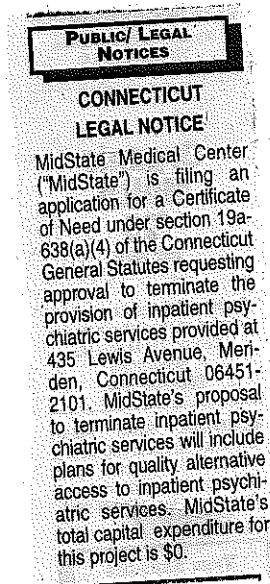 PUBLIC/ LEGAL
NOTICES
CONNECTICUT
LEGAL NOTICE
MidState Medical Center
("MidState") is filing an
application for a Certificate
of Need under section 19a-
638(a)(4) of the Connecticut
General Statutes requesting
approval to terminate the
provision of inpatient psy-
chiatric services provided at
435 Lewis Avenue, Meri-
den, Connecticut 06451-
2101. MidState's proposal
to terminate inpatient psy-
chiatric services will include
plans for quality alternative
access to inpatient psychi-
atric services. MidState's
total capital expenditure for
this project is $0.